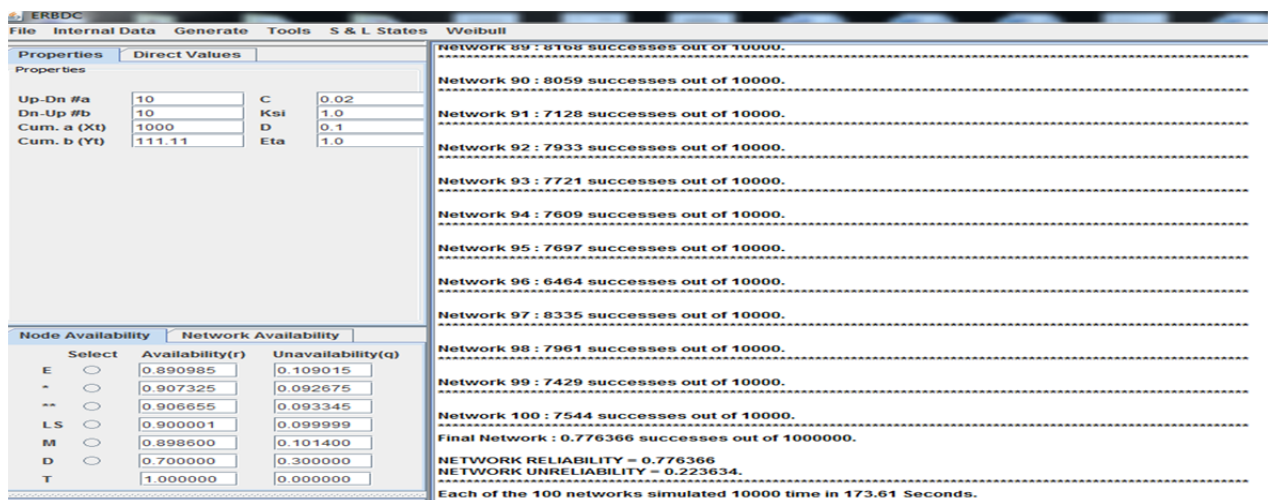 ERBDC
File Internal Data Generate Tools S & L States Weibull
Properties Direct Values
Properties
Up-Dn #a 10 C 0.02
Dn-Up #b 10 Ksi 1.0
Cum. a (Xt) 1000 D 0.1
Cum. b (Yt) 111.11 Eta 1.0
Node Availability Network Availability
Select Availability(r) Unavailability(q)
E 0.890985 0.109015
* 0.907325 0.092675
** 0.906655 0.093345
LS 0.900001 0.099999
M 0.898600 0.101400
D 0.700000 0.300000
T 1.000000 0.000000
Network 89 : 8168 successes out of 10000.
Network 90 : 8059 successes out of 10000.
Network 91 : 7128 successes out of 10000.
Network 92 : 7933 successes out of 10000.
Network 93 : 7721 successes out of 10000.
Network 94 : 7609 successes out of 10000.
Network 95 : 7697 successes out of 10000.
Network 96 : 6464 successes out of 10000.
Network 97 : 8335 successes out of 10000.
Network 98 : 7961 successes out of 10000.
Network 99 : 7429 successes out of 10000.
Network 100 : 7544 successes out of 10000.
Final Network : 0.776366 successes out of 1000000.
NETWORK RELIABILITY = 0.776366
NETWORK UNRELIABILITY = 0.223634.
Each of the 100 networks simulated 10000 time in 173.61 Seconds.